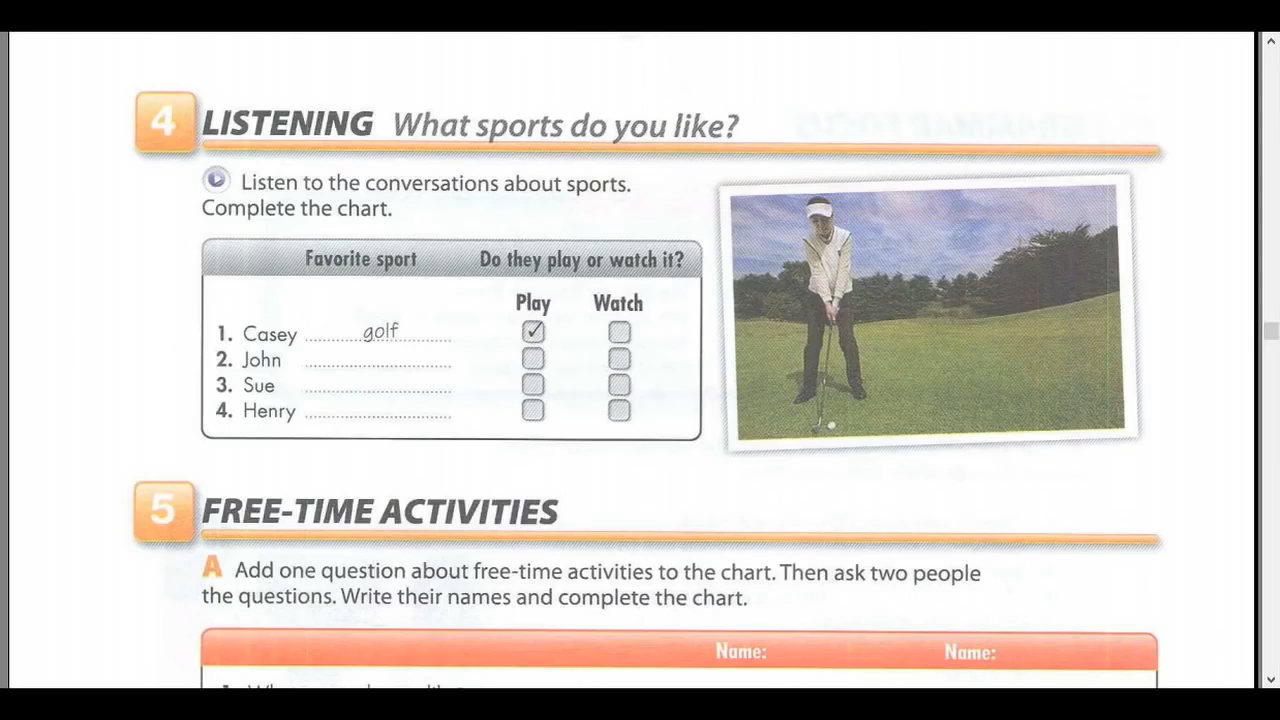 4 LISTENING What sports do you like?
Listen to the conversations about sports.
Complete the chart.
Favorite sport Do they play or watch it?
Play Watch
1. Casey golf ✓
2. John
3. Sue
4. Henry
5 FREE-TIME ACTIVITIES
A Add one question about free-time activities to the chart. Then ask two people
the questions. Write their names and complete the chart.
Name: Name: